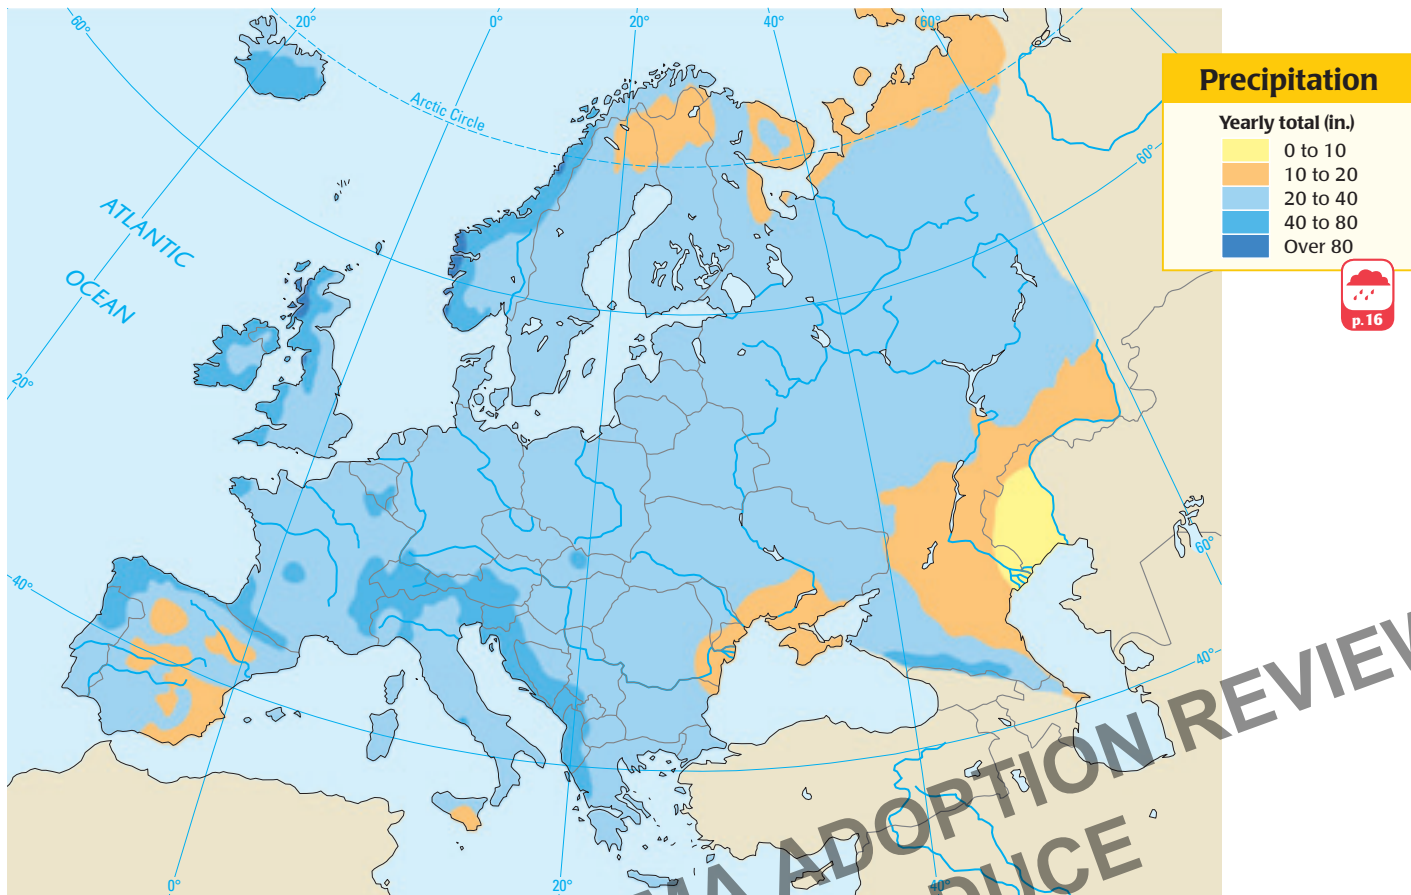 60°
20°
0°
20°
40°
60°
Arctic Circle
60°
ATLANTIC
OCEAN
20°
40°
60°
40°
0°
20°
40°
Precipitation
Yearly total (in.)
0 to 10
10 to 20
20 to 40
40 to 80
Over 80
p.16
ADOPTION REVIEW